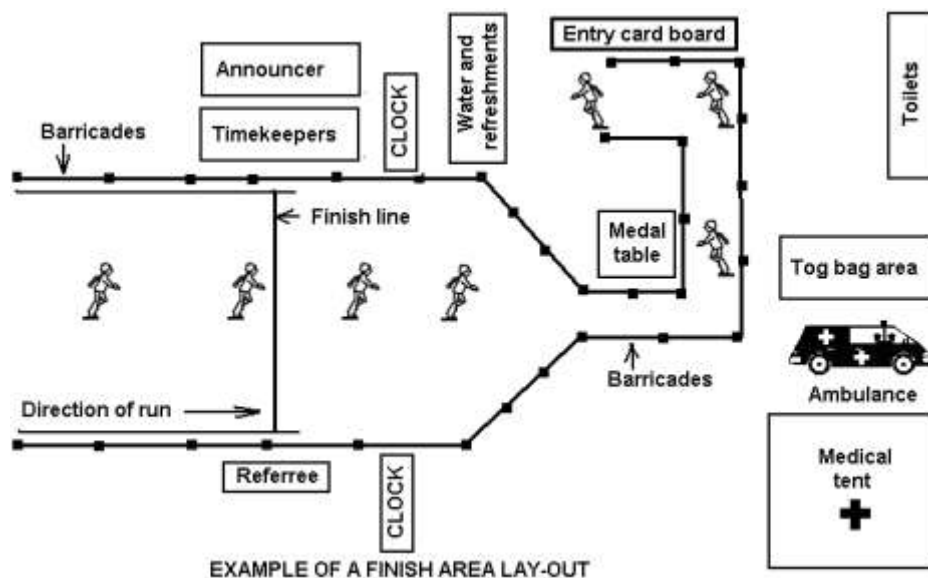 Announcer
Timekeepers
CLOCK
Water and
refreshments
Entry card board
Toilets
Barricades
Finish line
Medal
table
Tog bag area
Barricades
Ambulance
Direction of run
Referree
CLOCK
Medical
tent
EXAMPLE OF A FINISH AREA LAY-OUT